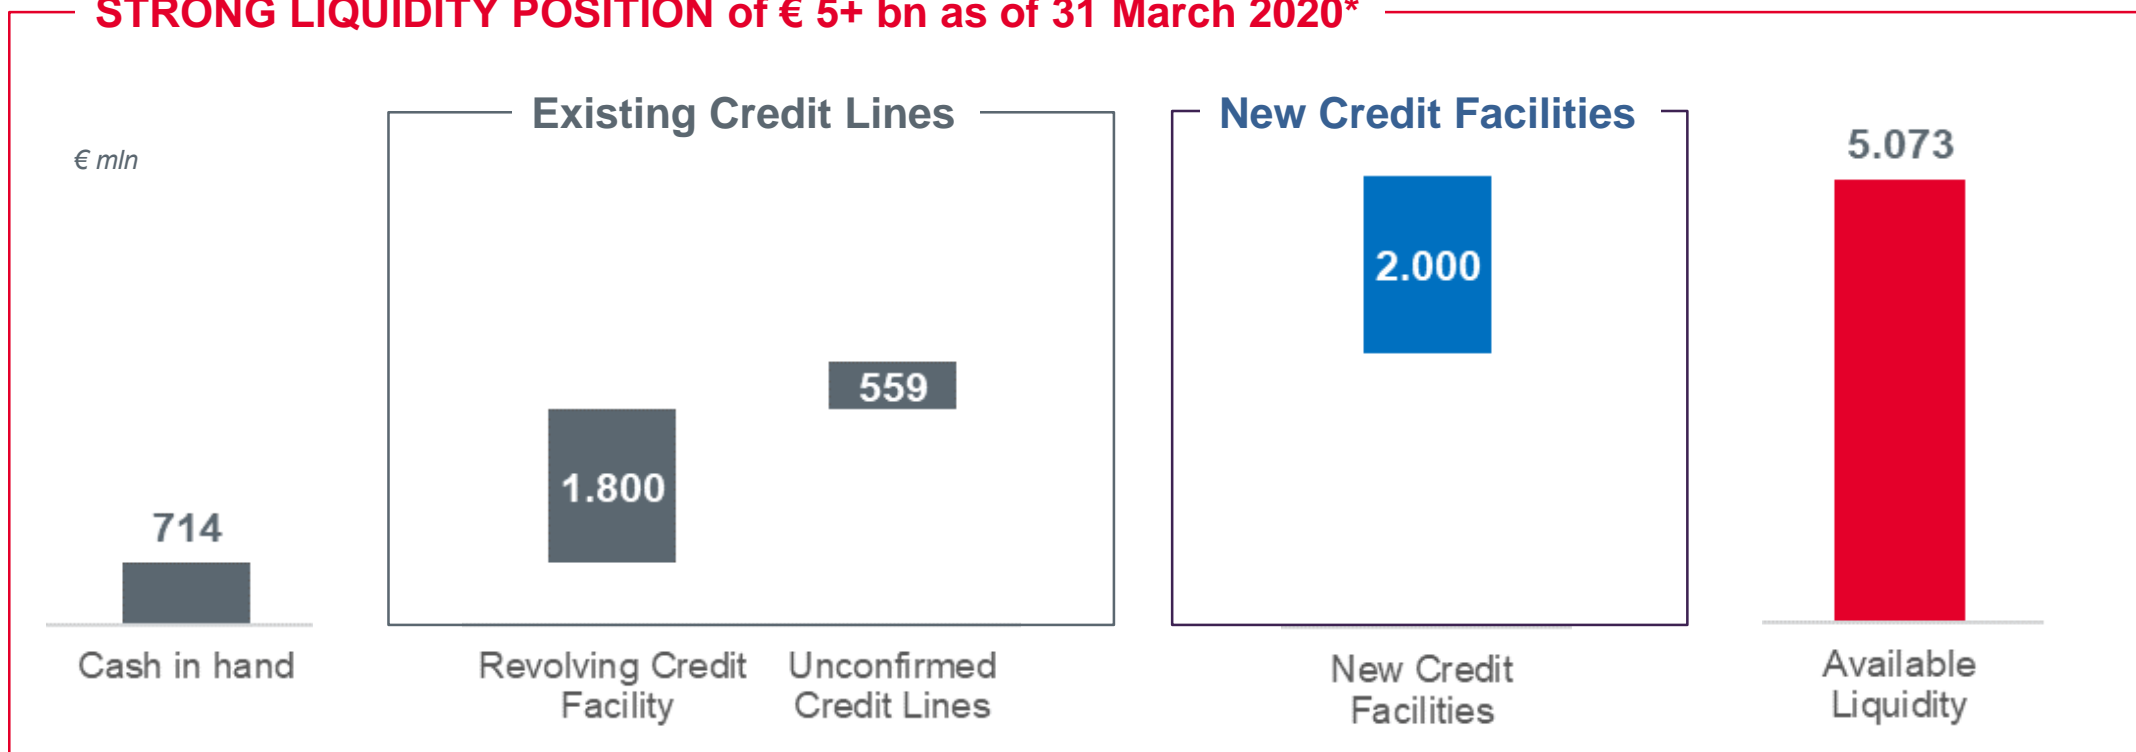 STRONG LIQUIDITY POSITION of € 5+ bn as of 31 March 2020*
Existing Credit Lines
New Credit Facilities
€ mln
5.073
2.000
559
1.800
714
Cash in hand
Revolving Credit
Facility
Unconfirmed
Credit Lines
New Credit
Facilities
Available
Liquidity